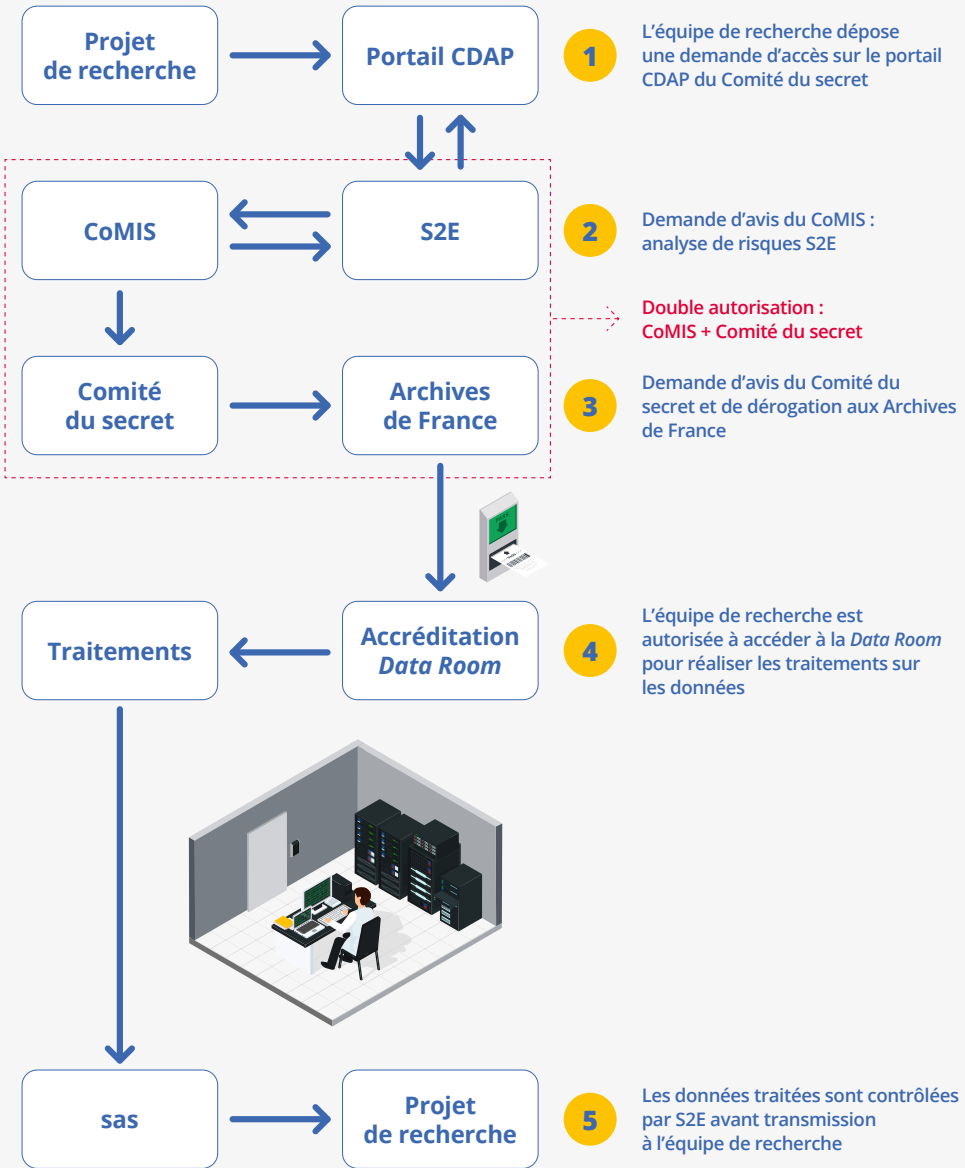 Projet
de recherche
Portail CDAP
1
L’équipe de recherche dépose
une demande d’accès sur le portail
CDAP du Comité du secret
CoMIS
S2E
2
Demande d’avis du CoMIS :
analyse de risques S2E
Double autorisation :
CoMIS + Comité du secret
Comité
du secret
Archives
de France
3
Demande d’avis du Comité du
secret et de dérogation aux Archives
de France
Traitements
Accréditation
Data Room
4
L’équipe de recherche est
autorisée à accéder à la Data Room
pour réaliser les traitements sur
les données
sas
Projet
de recherche
5
Les données traitées sont contrôlées
par S2E avant transmission
à l’équipe de recherche